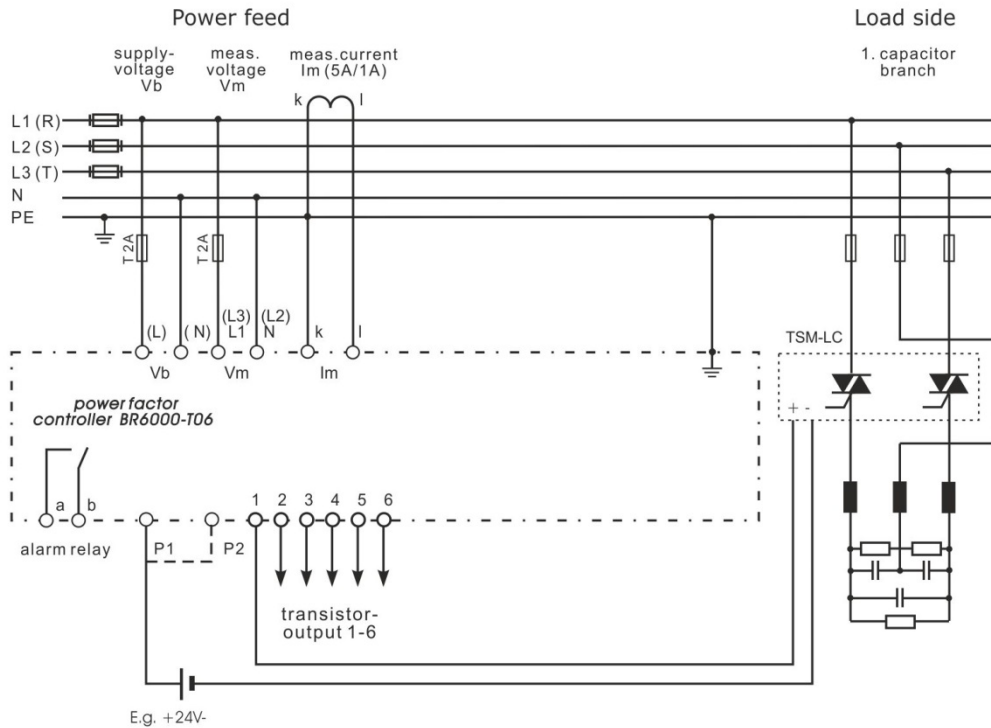 Power feed
Load side
supply-
voltage
Vb
meas.
voltage
Vm
meas.current
Im (5A/1A)
1. capacitor
branch
k
l
L1 (R)
L2 (S)
L3 (T)
N
PE
T2A
T2A
(L)
(N)
(L3)
L1
(L2)
N
k
l
Vb
Vm
Im
TSM-LC
+ -
power factor
controller BR6000-T06
a
b
1 2 3 4 5 6
alarm relay
P1
P2
transistor-
output 1-6
E.g. +24V-